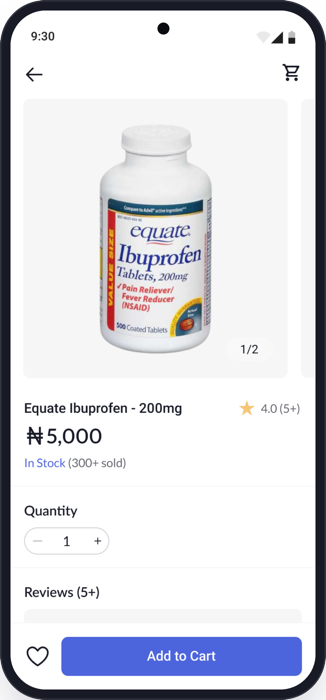 9:30
Compare to Advil® active ingredient**
equate
Ibuprofen
Tablets, 200mg
✓Pain Reliever/
Fever Reducer
(NSAID)
VALUE SIZE
500 Coated Tablets
Actual
Size
1/2
Equate Ibuprofen - 200mg
4.0 (5+)
₦5,000
In Stock (300+ sold)
Quantity
− 1 +
Reviews (5+)
Add to Cart